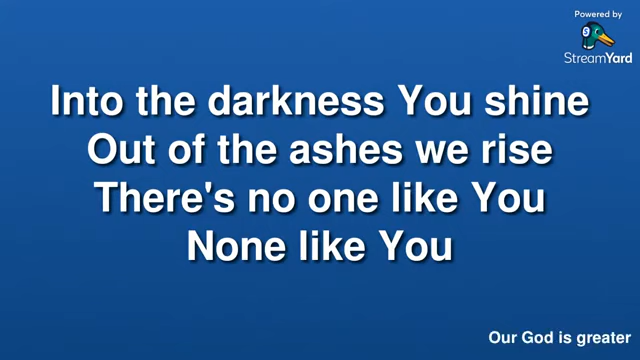 Powered by
StreamYard
Into the darkness You shine
Out of the ashes we rise
There's no one like You
None like You
Our God is greater